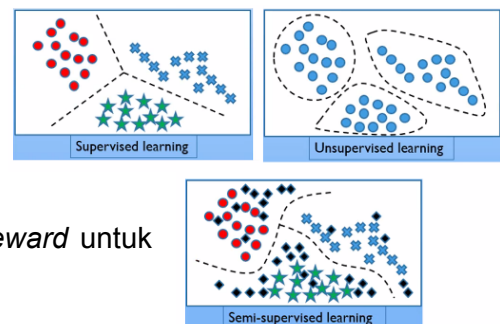 Supervised learning
Unsupervised learning
eward untuk
Semi-supervised learning